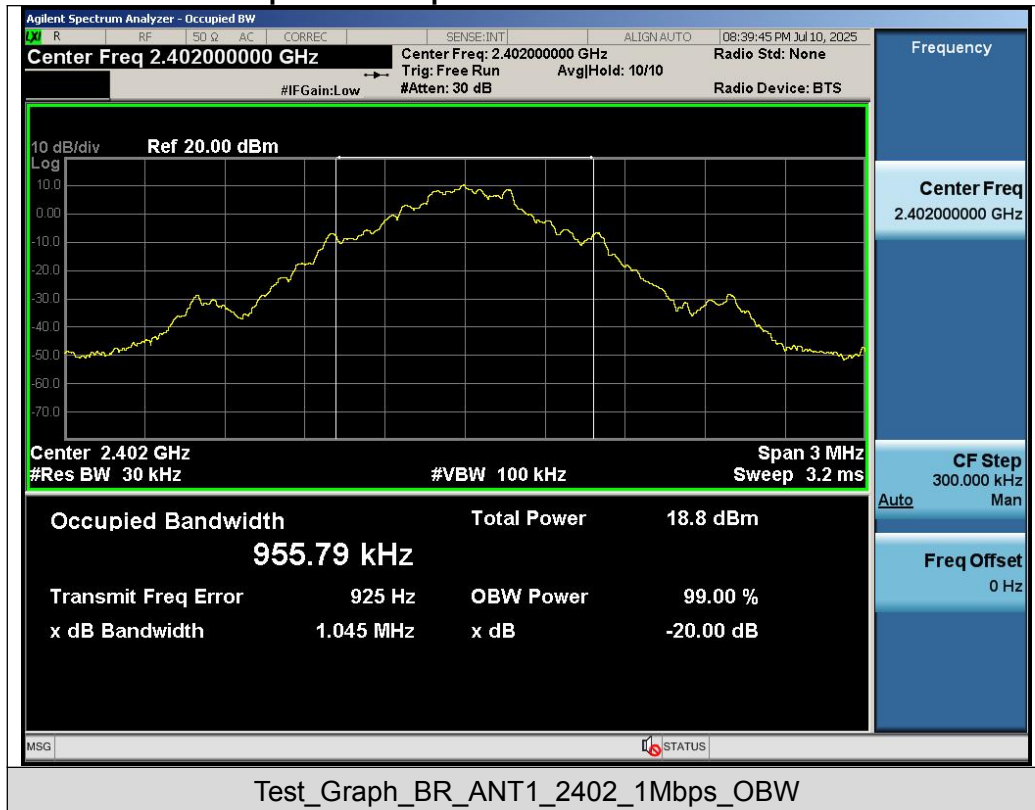 Agilent Spectrum Analyzer - Occupied BW
LXI R RF 50 Ω AC CORREC SENSE:INT ALIGN AUTO 08:39:45 PM Jul 10, 2025
Center Freq 2.402000000 GHz
Center Freq: 2.402000000 GHz Radio Std: None
Trig: Free Run Avg|Hold: 10/10
#IFGain:Low #Atten: 30 dB Radio Device: BTS
10 dB/div Ref 20.00 dBm
Log
10.0
0.00
-10.0
-20.0
-30.0
-40.0
-50.0
-60.0
-70.0
Center 2.402 GHz Span 3 MHz
#Res BW 30 kHz #VBW 100 kHz Sweep 3.2 ms
Occupied Bandwidth Total Power 18.8 dBm
955.79 kHz
Transmit Freq Error 925 Hz OBW Power 99.00 %
x dB Bandwidth 1.045 MHz x dB -20.00 dB
Frequency
Center Freq
2.402000000 GHz
CF Step
300.000 kHz
Auto Man
Freq Offset
0 Hz
MSG STATUS
Test_Graph_BR_ANT1_2402_1Mbps_OBW